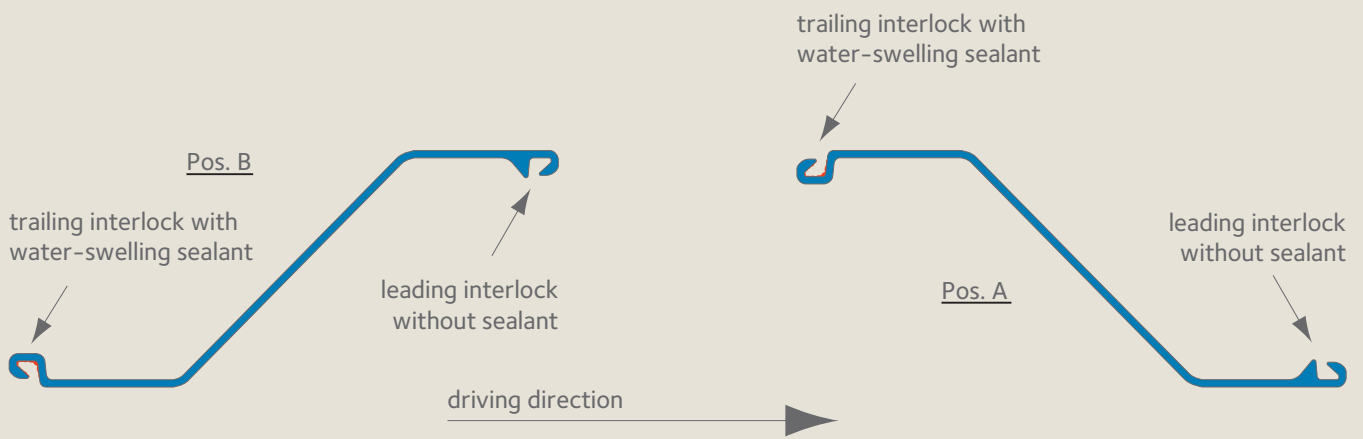 trailing interlock with
water-swelling sealant
Pos. B
trailing interlock with
water-swelling sealant
leading interlock
without sealant
leading interlock
without sealant
Pos. A
driving direction